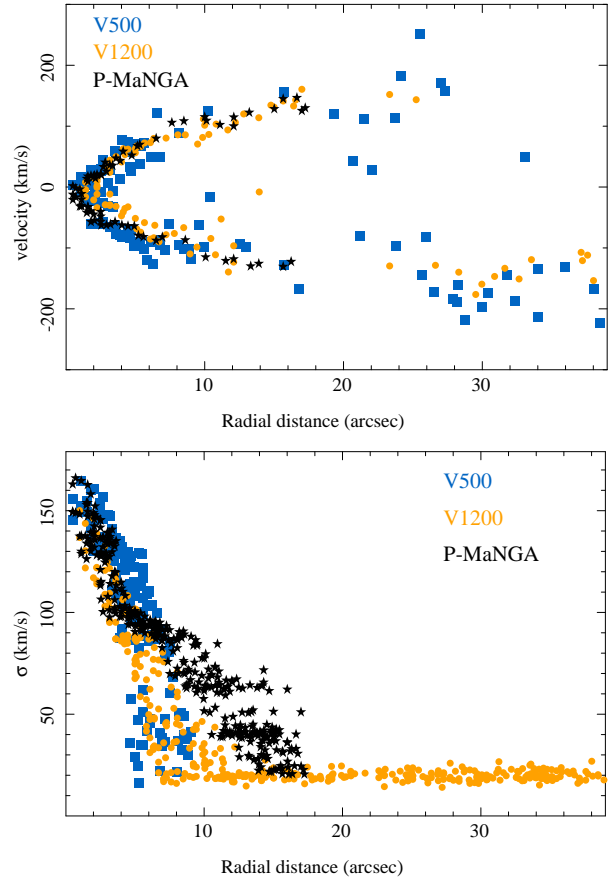 200
0
-200
velocity (km/s)
V500
V1200
P-MaNGA
10 20 30
Radial distance (arcsec)
150
100
50
σ (km/s)
V500
V1200
P-MaNGA
10 20 30
Radial distance (arcsec)